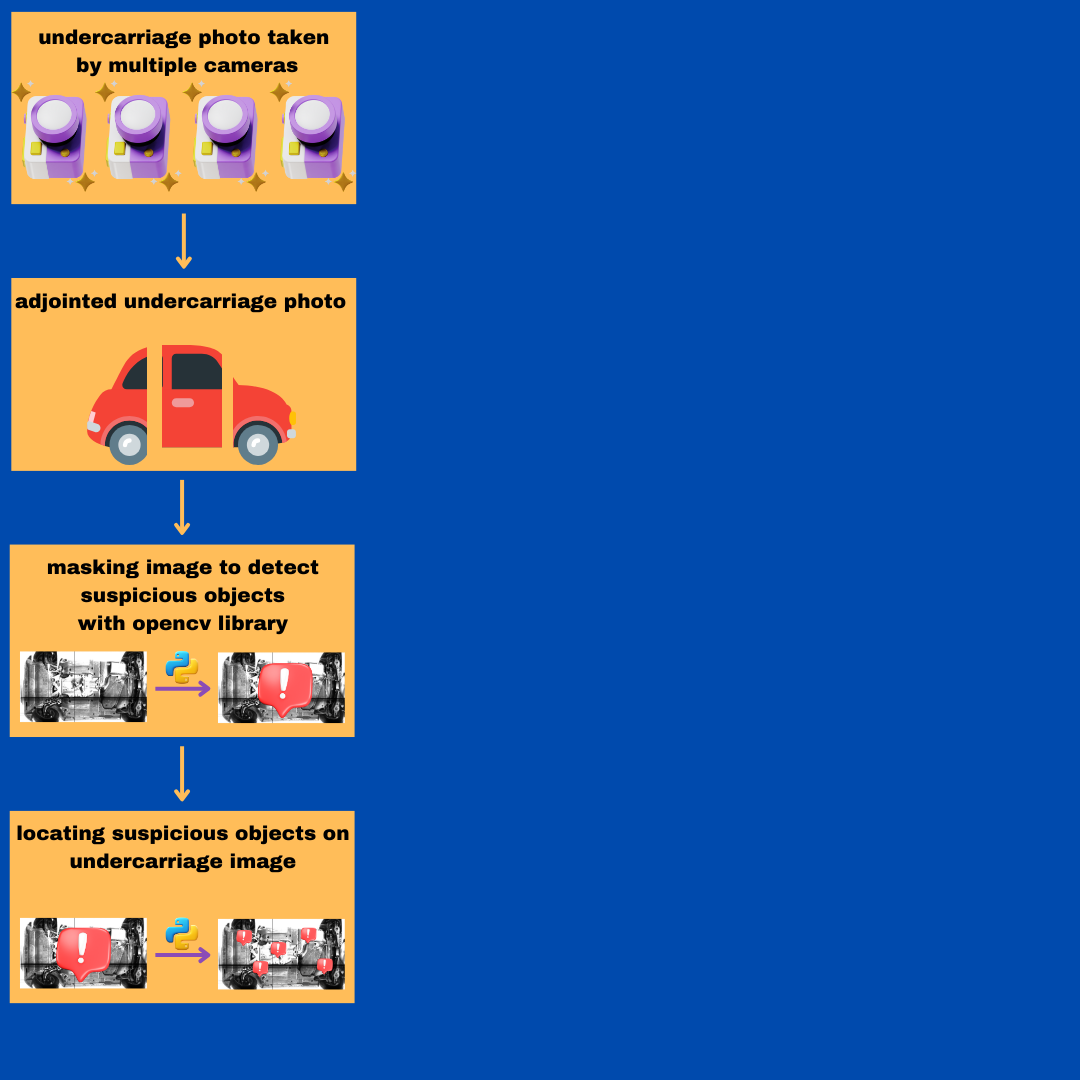 undercarriage photo taken
by multiple cameras
adjointed undercarriage photo
masking image to detect
suspicious objects
with opencv library
locating suspicious objects on
undercarriage image